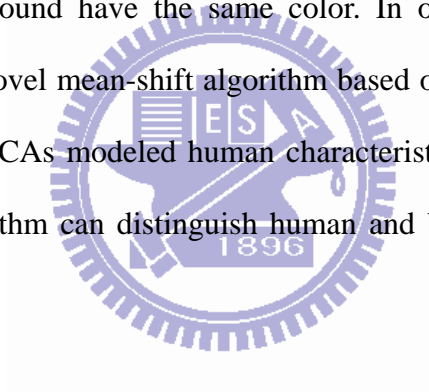 ound have the same color. In o
ovel mean-shift algorithm based o
ESA
CAs modeled human characterist
thm can distinguish human and
1896